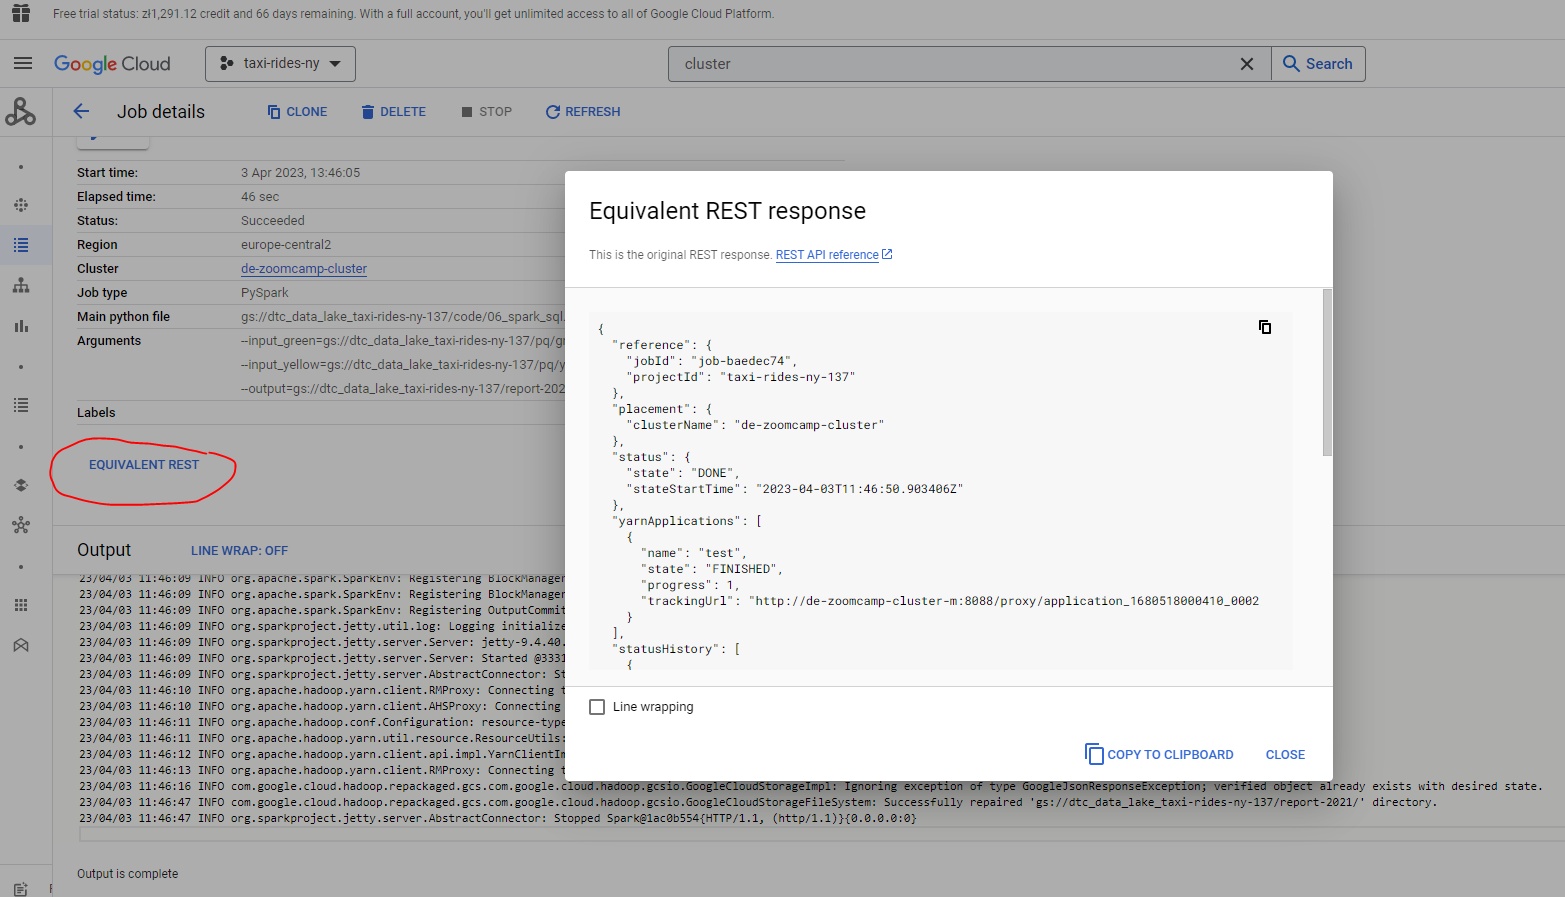 Free trial status: zł1,291.12 credit and 66 days remaining. With a full account, you'll get unlimited access to all of Google Cloud Platform.
Google Cloud
taxi-rides-ny
cluster
Search
Job details
CLONE
DELETE
STOP
REFRESH
Start time: 3 Apr 2023, 13:46:05
Elapsed time: 46 sec
Status: Succeeded
Region europe-central2
Cluster de-zoomcamp-cluster
Job type PySpark
Main python file gs://dtc_data_lake_taxi-rides-ny-137/code/06_spark_sql.
Arguments --input_green=gs://dtc_data_lake_taxi-rides-ny-137/pq/gr
--input_yellow=gs://dtc_data_lake_taxi-rides-ny-137/pq/y
--output=gs://dtc_data_lake_taxi-rides-ny-137/report-202
Labels
EQUIVALENT REST
Output
LINE WRAP: OFF
23/04/03 11:46:09 INFO org.apache.spark.SparkEnv: Registering BlockManager
23/04/03 11:46:09 INFO org.apache.spark.SparkEnv: Registering BlockManager
23/04/03 11:46:09 INFO org.apache.spark.SparkEnv: Registering OutputCommit
23/04/03 11:46:09 INFO org.sparkproject.jetty.util.log: Logging initialize
23/04/03 11:46:09 INFO org.sparkproject.jetty.server.Server: jetty-9.4.40.
23/04/03 11:46:09 INFO org.sparkproject.jetty.server.Server: Started @3331
23/04/03 11:46:09 INFO org.sparkproject.jetty.server.AbstractConnector: St
23/04/03 11:46:10 INFO org.apache.hadoop.yarn.client.RMProxy: Connecting t
23/04/03 11:46:10 INFO org.apache.hadoop.yarn.client.AHSProxy: Connecting
23/04/03 11:46:11 INFO org.apache.hadoop.conf.Configuration: resource-type
23/04/03 11:46:11 INFO org.apache.hadoop.yarn.util.resource.ResourceUtils:
23/04/03 11:46:12 INFO org.apache.hadoop.yarn.client.api.impl.YarnClientIm
23/04/03 11:46:13 INFO org.apache.hadoop.yarn.client.RMProxy: Connecting t
23/04/03 11:46:16 INFO com.google.cloud.hadoop.repackaged.gcs.com.google.cloud.hadoop.gcsio.GoogleCloudStorageImpl: Ignoring exception of type GoogleJsonResponseException; verified object already exists with desired state.
23/04/03 11:46:47 INFO com.google.cloud.hadoop.repackaged.gcs.com.google.cloud.hadoop.gcsio.GoogleCloudStorageFileSystem: Successfully repaired 'gs://dtc_data_lake_taxi-rides-ny-137/report-2021/' directory.
23/04/03 11:46:47 INFO org.sparkproject.jetty.server.AbstractConnector: Stopped Spark@1ac0b554{HTTP/1.1, (http/1.1)}{0.0.0.0:0}
Output is complete
Equivalent REST response
This is the original REST response. REST API reference
{
"reference": {
"jobId": "job-baedec74",
"projectId": "taxi-rides-ny-137"
},
"placement": {
"clusterName": "de-zoomcamp-cluster"
},
"status": {
"state": "DONE",
"stateStartTime": "2023-04-03T11:46:50.903406Z"
},
"yarnApplications": [
{
"name": "test",
"state": "FINISHED",
"progress": 1,
"trackingUrl": "http://de-zoomcamp-cluster-m:8088/proxy/application_1680518000410_0002
}
],
"statusHistory": [
{
Line wrapping
COPY TO CLIPBOARD
CLOSE